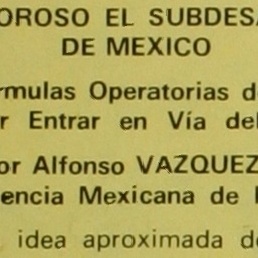 OROSO EL SUBDESA
DE MEXICO
rmulas Operatorias d
r Entrar en Vía del
or Alfonso VAZQUEZ
encia Mexicana de
idea aproximada de